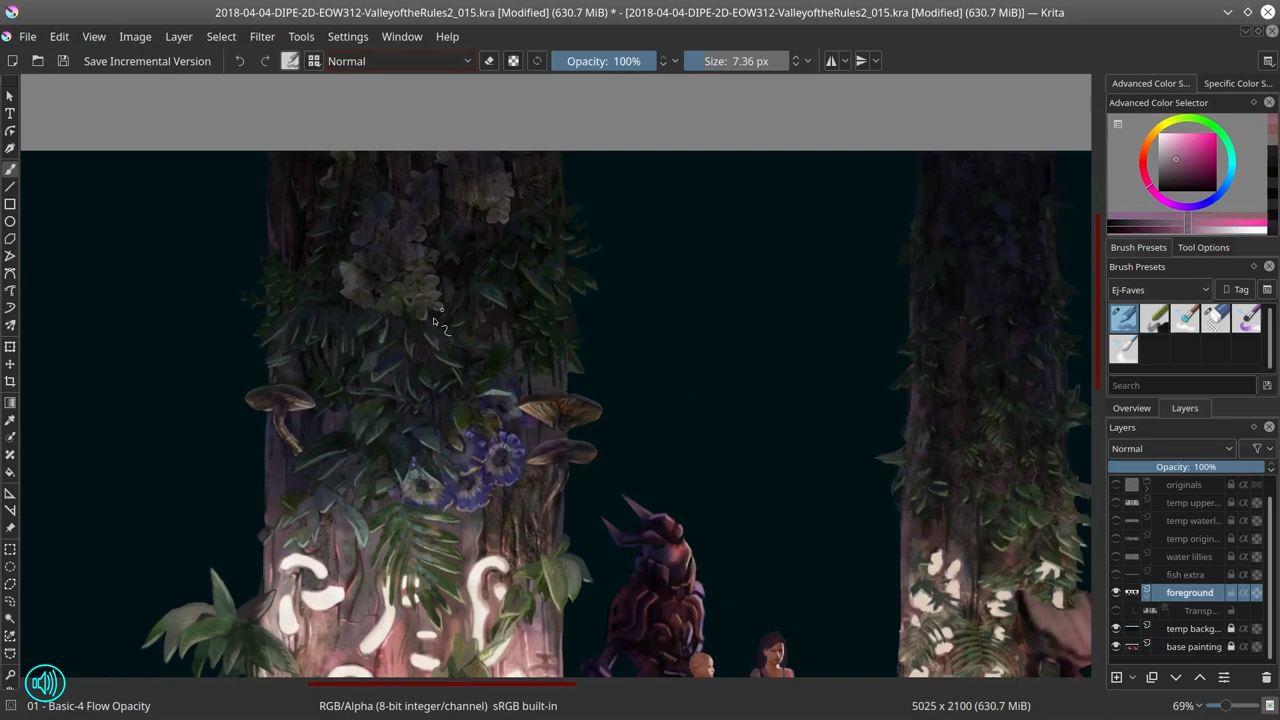 2018-04-04-DIPE-2D-EOW312-ValleyoftheRules2_015.kra [Modified] (630.7 MiB) * - [2018-04-04-DIPE-2D-EOW312-ValleyoftheRules2_015.kra [Modified] (630.7 MiB)] — Krita
File Edit View Image Layer Select Filter Tools Settings Window Help
Save Incremental Version Normal Opacity: 100% Size: 7.36 px
Advanced Color S... Specific Color S...
Advanced Color Selector
Brush Presets Tool Options
Brush Presets
Ej-Faves Tag
Search
Overview Layers
Layers
Normal
Opacity: 100%
originals
temp upper...
temp waterl...
temp origin...
water lillies
fish extra
foreground
Transp...
temp backg...
base painting
01 - Basic-4 Flow Opacity RGB/Alpha (8-bit integer/channel) sRGB built-in 5025 x 2100 (630.7 MiB) 69%